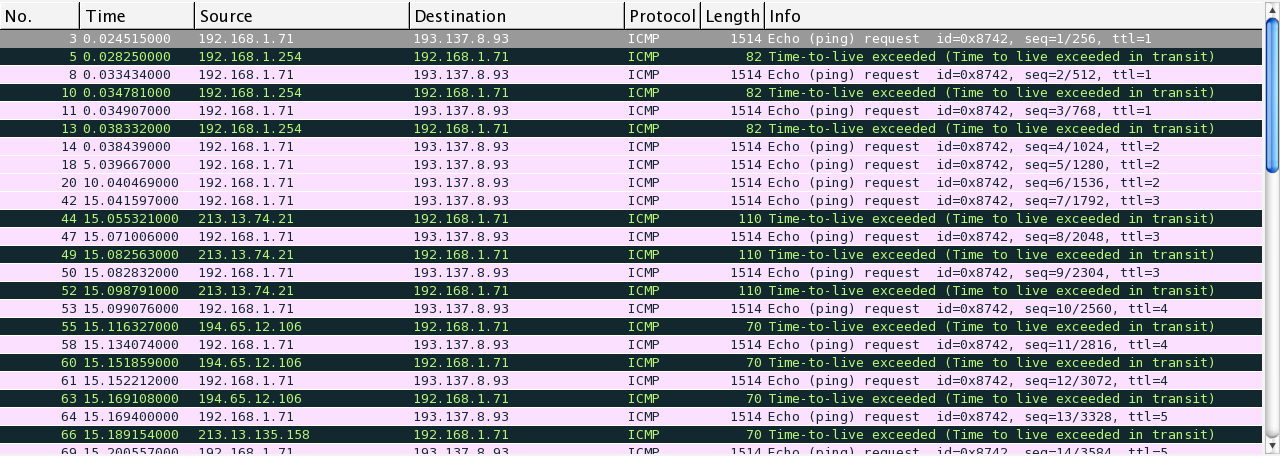 No. Time Source Destination Protocol Length Info
3 0.024515000 192.168.1.71 193.137.8.93 ICMP 1514 Echo (ping) request id=0x8742, seq=1/256, ttl=1
5 0.028250000 192.168.1.254 192.168.1.71 ICMP 82 Time-to-live exceeded (Time to live exceeded in transit)
8 0.033434000 192.168.1.71 193.137.8.93 ICMP 1514 Echo (ping) request id=0x8742, seq=2/512, ttl=1
10 0.034781000 192.168.1.254 192.168.1.71 ICMP 82 Time-to-live exceeded (Time to live exceeded in transit)
11 0.034907000 192.168.1.71 193.137.8.93 ICMP 1514 Echo (ping) request id=0x8742, seq=3/768, ttl=1
13 0.038332000 192.168.1.254 192.168.1.71 ICMP 82 Time-to-live exceeded (Time to live exceeded in transit)
14 0.038439000 192.168.1.71 193.137.8.93 ICMP 1514 Echo (ping) request id=0x8742, seq=4/1024, ttl=2
18 5.039667000 192.168.1.71 193.137.8.93 ICMP 1514 Echo (ping) request id=0x8742, seq=5/1280, ttl=2
20 10.040469000 192.168.1.71 193.137.8.93 ICMP 1514 Echo (ping) request id=0x8742, seq=6/1536, ttl=2
42 15.041597000 192.168.1.71 193.137.8.93 ICMP 1514 Echo (ping) request id=0x8742, seq=7/1792, ttl=3
44 15.055321000 213.13.74.21 192.168.1.71 ICMP 110 Time-to-live exceeded (Time to live exceeded in transit)
47 15.071006000 192.168.1.71 193.137.8.93 ICMP 1514 Echo (ping) request id=0x8742, seq=8/2048, ttl=3
49 15.082563000 213.13.74.21 192.168.1.71 ICMP 110 Time-to-live exceeded (Time to live exceeded in transit)
50 15.082832000 192.168.1.71 193.137.8.93 ICMP 1514 Echo (ping) request id=0x8742, seq=9/2304, ttl=3
52 15.098791000 213.13.74.21 192.168.1.71 ICMP 110 Time-to-live exceeded (Time to live exceeded in transit)
53 15.099076000 192.168.1.71 193.137.8.93 ICMP 1514 Echo (ping) request id=0x8742, seq=10/2560, ttl=4
55 15.116327000 194.65.12.106 192.168.1.71 ICMP 70 Time-to-live exceeded (Time to live exceeded in transit)
58 15.134074000 192.168.1.71 193.137.8.93 ICMP 1514 Echo (ping) request id=0x8742, seq=11/2816, ttl=4
60 15.151859000 194.65.12.106 192.168.1.71 ICMP 70 Time-to-live exceeded (Time to live exceeded in transit)
61 15.152212000 192.168.1.71 193.137.8.93 ICMP 1514 Echo (ping) request id=0x8742, seq=12/3072, ttl=4
63 15.169108000 194.65.12.106 192.168.1.71 ICMP 70 Time-to-live exceeded (Time to live exceeded in transit)
64 15.169400000 192.168.1.71 193.137.8.93 ICMP 1514 Echo (ping) request id=0x8742, seq=13/3328, ttl=5
66 15.189154000 213.13.135.158 192.168.1.71 ICMP 70 Time-to-live exceeded (Time to live exceeded in transit)
69 15.200557000 192.168.1.71 193.137.8.93 ICMP 1514 Echo (ping) request id=0x8742, seq=14/3584, ttl=5